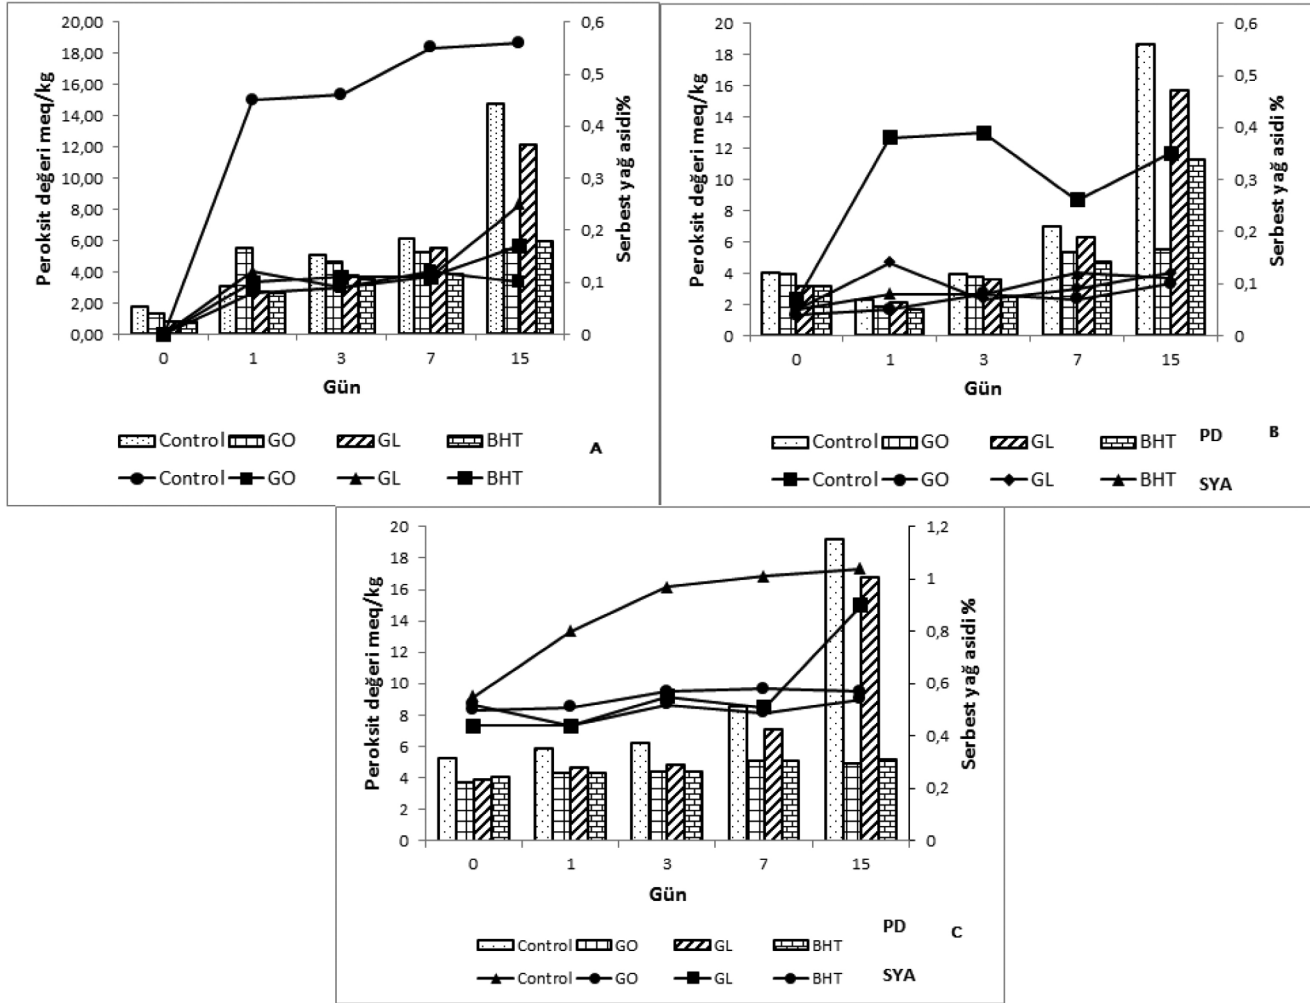 Peroksit değeri meq/kg
20,00
18,00
16,00
14,00
12,00
10,00
8,00
6,00
4,00
2,00
0,00
0,6
0,5
0,4
0,3
0,2
0,1
0
Serbest yağ asidi%
0 1 3 7 15
Gün
Control GO GL BHT
A
Control GO GL BHT
Peroksit değeri meq/kg
20
18
16
14
12
10
8
6
4
2
0
0,6
0,5
0,4
0,3
0,2
0,1
0
Serbest yağ asidi %
0 1 3 7 15
Gün
Control GO GL BHT PD B
Control GO GL BHT SYA
Peroksit değeri meq/kg
20
18
16
14
12
10
8
6
4
2
0
1,2
1
0,8
0,6
0,4
0,2
0
Serbest yağ asidi %
0 1 3 7 15
Gün
PD C
Control GO GL BHT
Control GO GL BHT SYA